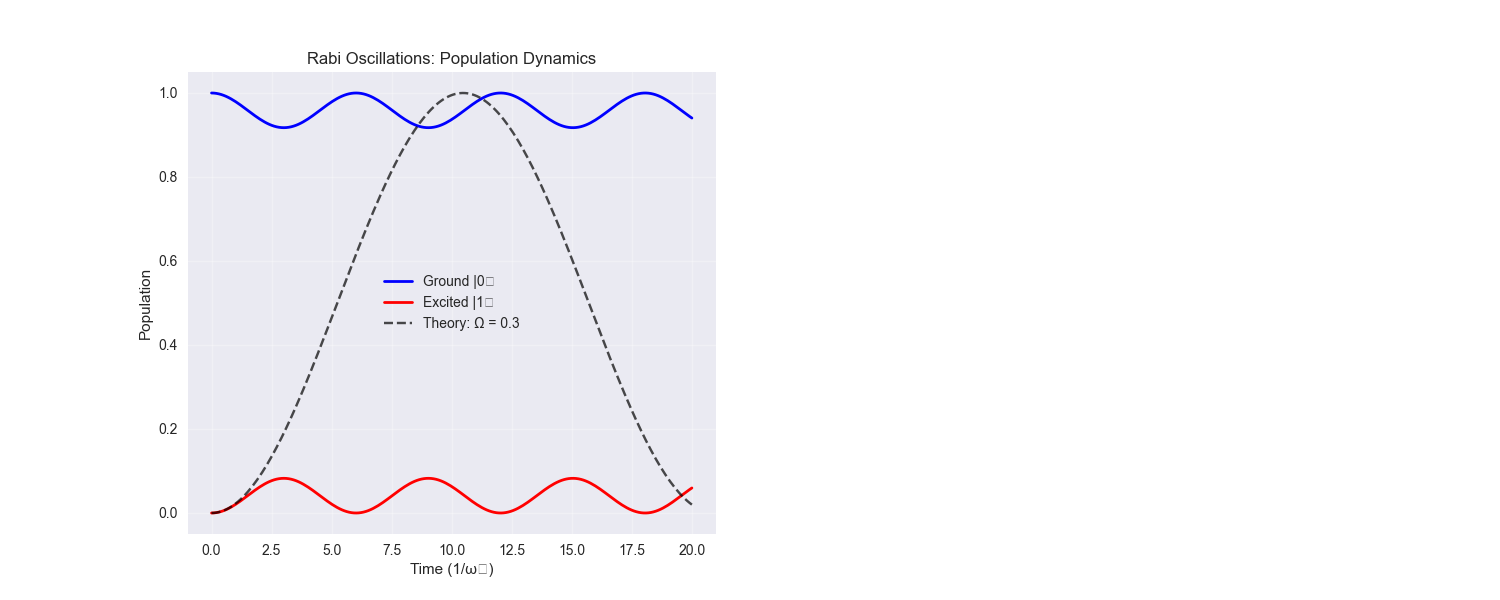 Rabi Oscillations: Population Dynamics
1.0
0.8
0.6
0.4
0.2
0.0
Population
Ground |0▯
Excited |1▯
Theory: Ω = 0.3
0.0 2.5 5.0 7.5 10.0 12.5 15.0 17.5 20.0
Time (1/ω▯)